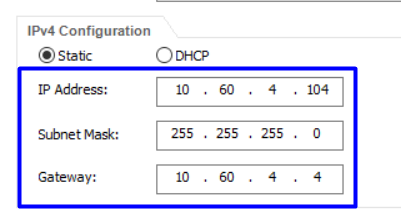 IPv4 Configuration
Static DHCP
IP Address: 10 . 60 . 4 . 104
Subnet Mask: 255 . 255 . 255 . 0
Gateway: 10 . 60 . 4 . 4